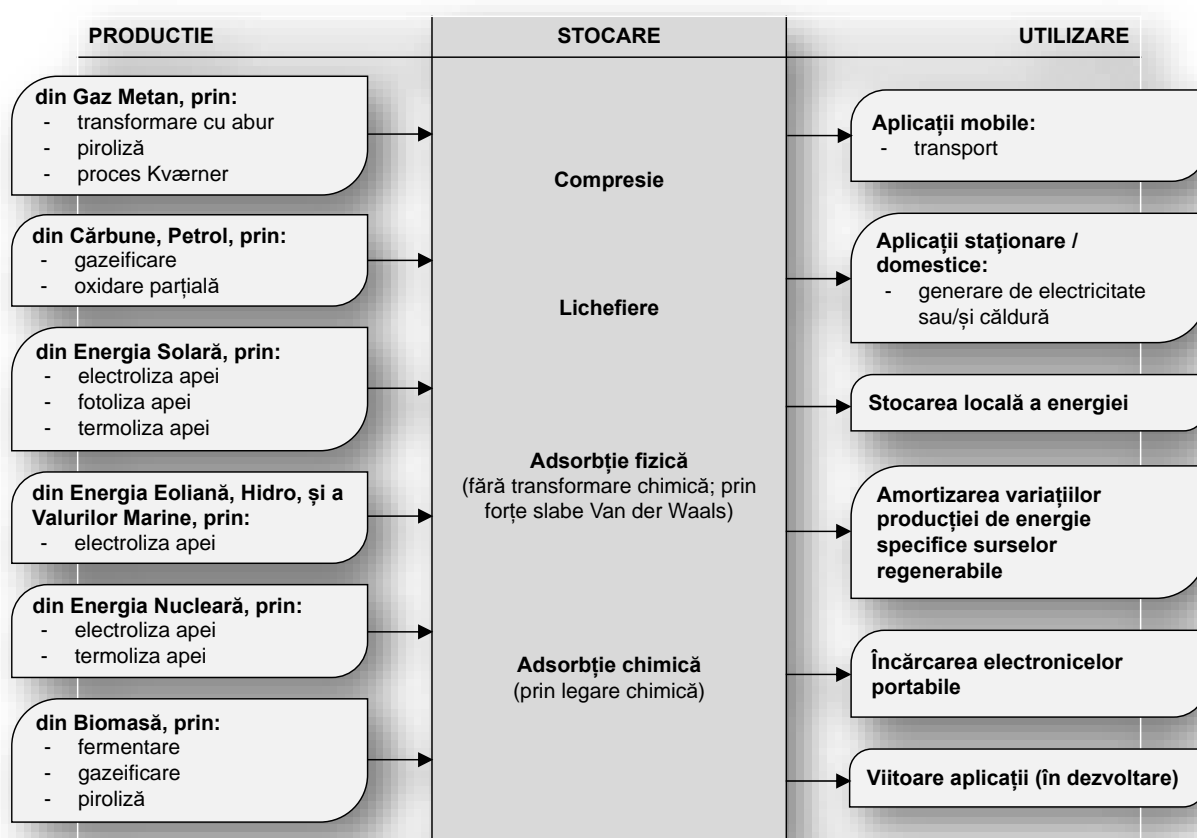 PRODUCTIE
STOCARE
UTILIZARE
din Gaz Metan, prin:
- transformare cu abur
- piroliză
- proces Kværner
din Cărbune, Petrol, prin:
- gazeificare
- oxidare parțială
din Energia Solară, prin:
- electroliza apei
- fotoliza apei
- termoliza apei
din Energia Eoliană, Hidro, și a
Valurilor Marine, prin:
- electroliza apei
din Energia Nucleară, prin:
- electroliza apei
- termoliza apei
din Biomasă, prin:
- fermentare
- gazeificare
- piroliză
Compresie
Lichefiere
Adsorbție fizică
(fără transformare chimică; prin
forțe slabe Van der Waals)
Adsorbție chimică
(prin legare chimică)
Aplicații mobile:
- transport
Aplicații staționare /
domestice:
- generare de electricitate
sau/și căldură
Stocarea locală a energiei
Amortizarea variațiilor
producției de energie
specifice surselor
regenerabile
Încărcarea electronicelor
portabile
Viitoare aplicații (în dezvoltare)